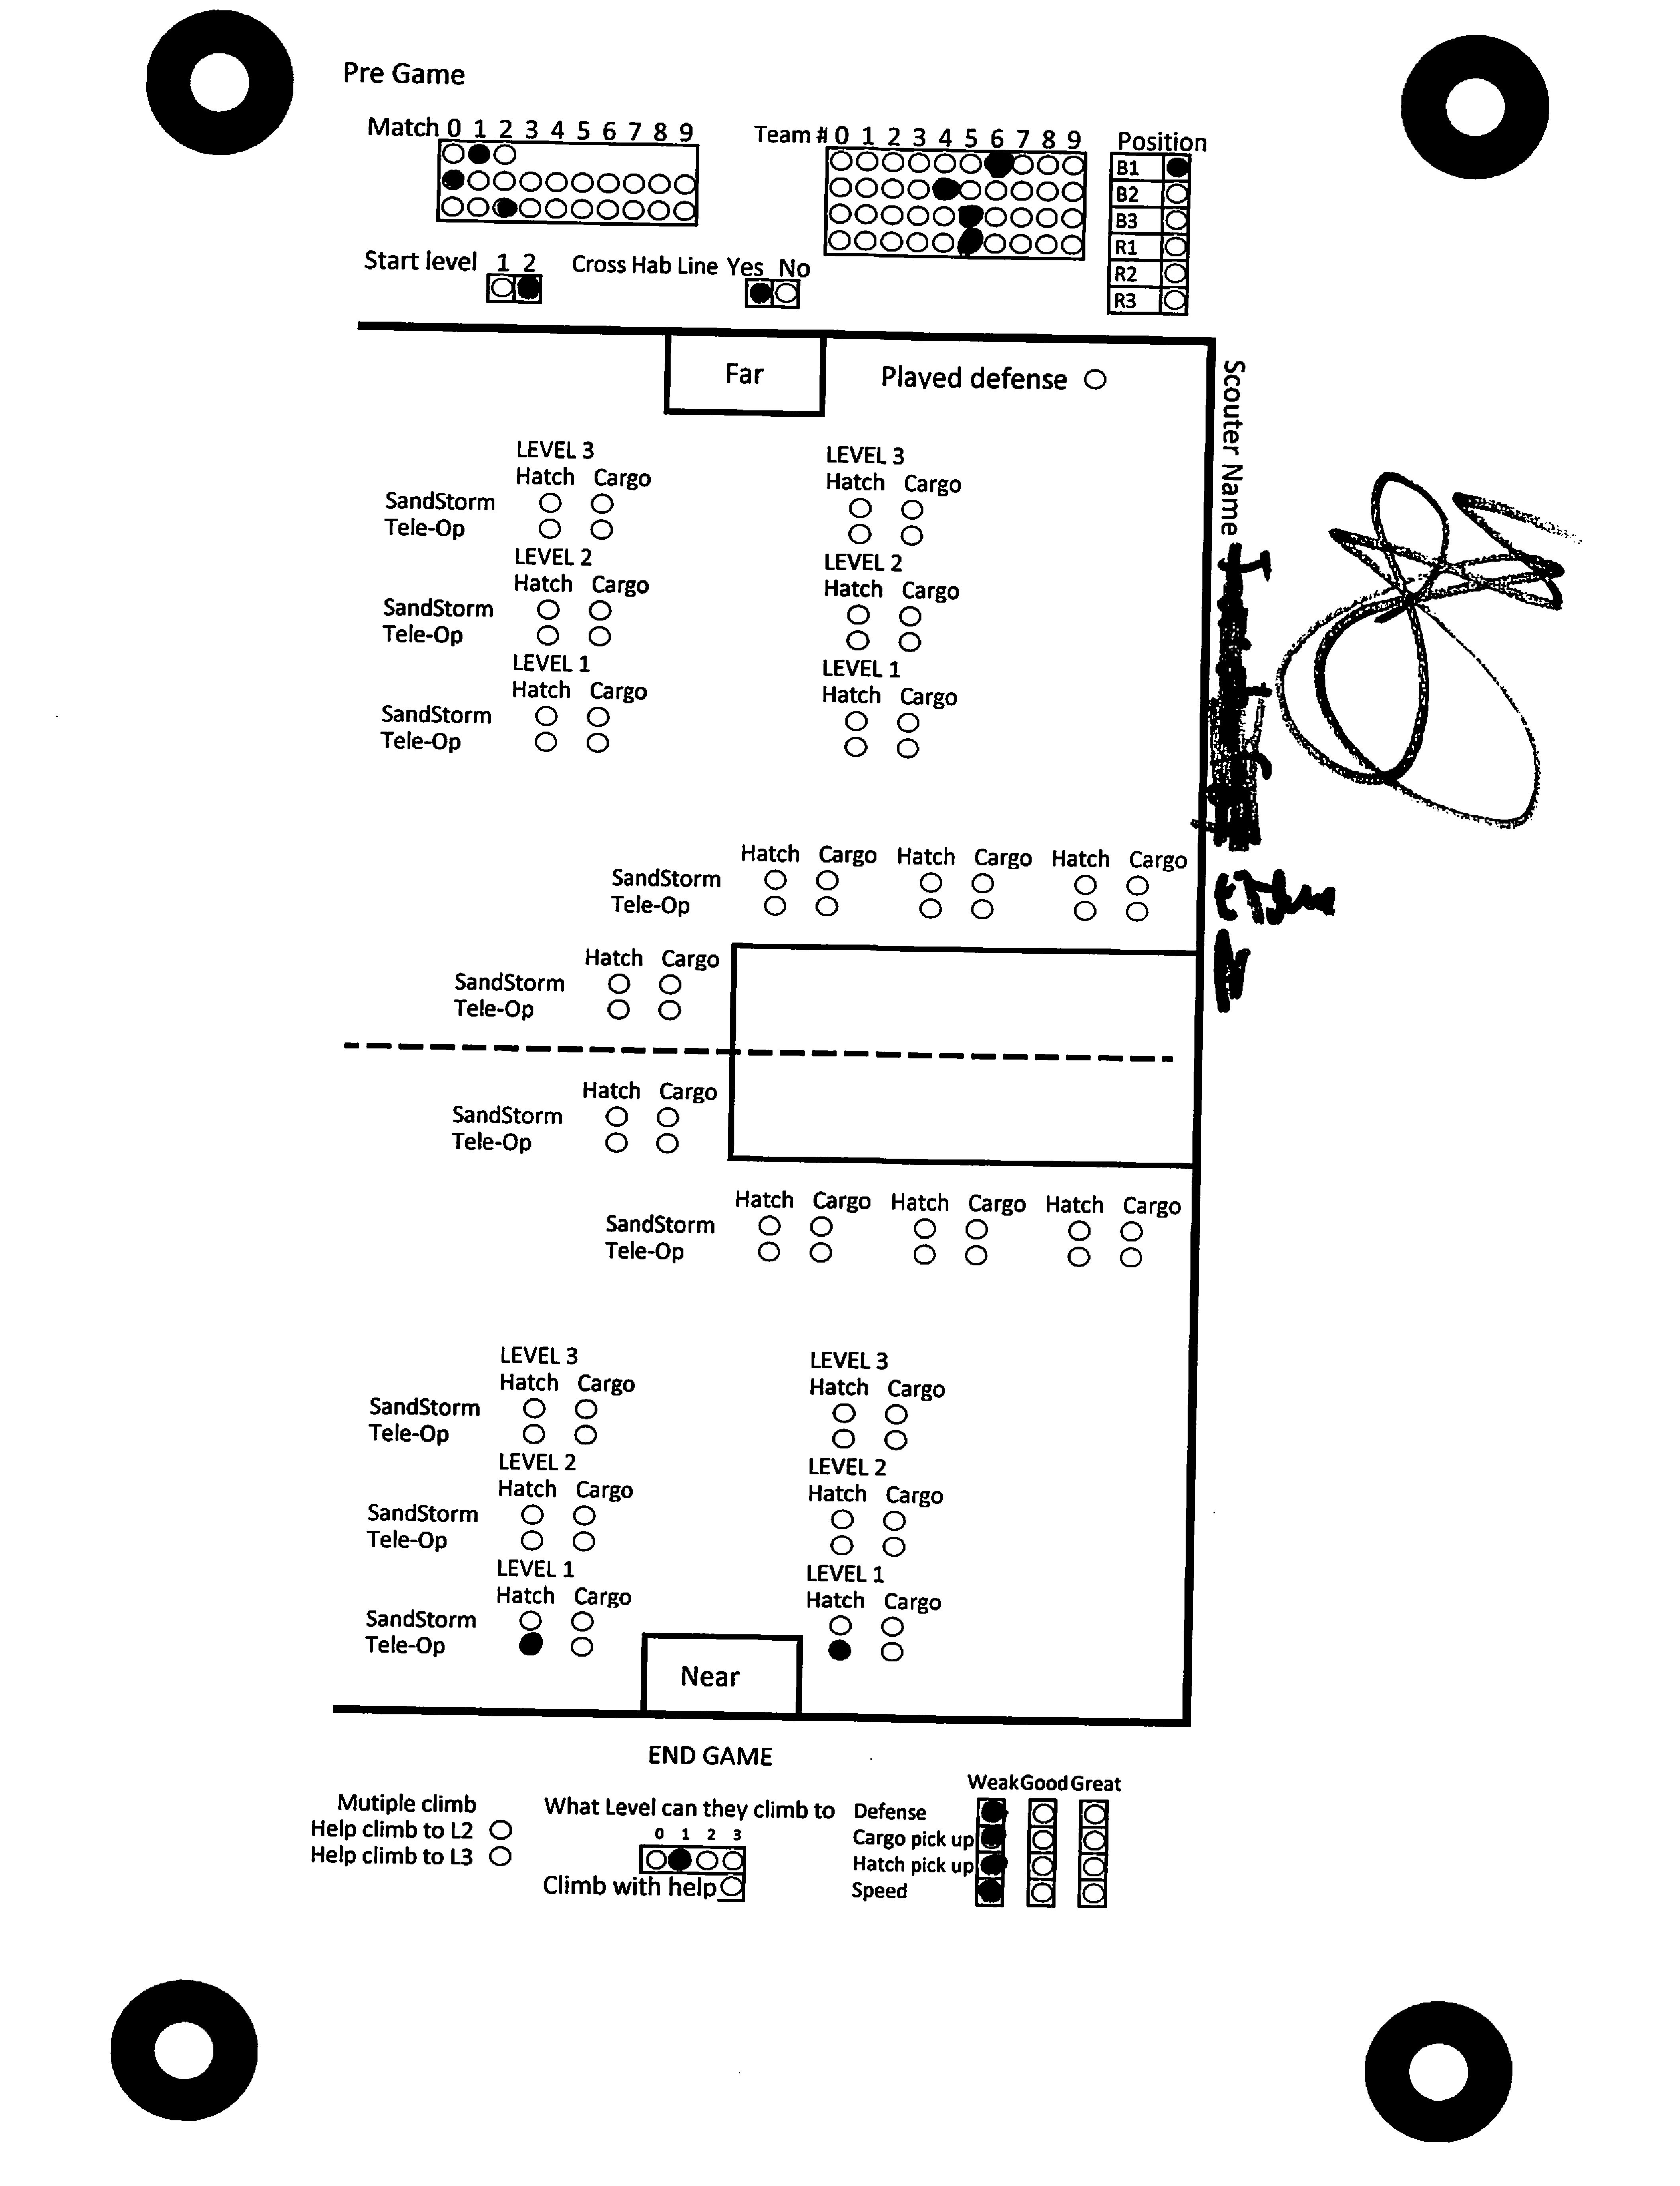 Pre Game
Match 0 1 2 3 4 5 6 7 8 9
Team # 0 1 2 3 4 5 6 7 8 9
Position
B1
B2
B3
R1
R2
R3
Start level 1 2
Cross Hab Line Yes No
Far
Played defense
Scouter Name
LEVEL 3 LEVEL 3
Hatch Cargo Hatch Cargo
SandStorm
Tele-Op
LEVEL 2 LEVEL 2
Hatch Cargo Hatch Cargo
SandStorm
Tele-Op
LEVEL 1 LEVEL 1
Hatch Cargo Hatch Cargo
SandStorm
Tele-Op
Hatch Cargo Hatch Cargo Hatch Cargo
SandStorm
Tele-Op
Hatch Cargo
SandStorm
Tele-Op
Hatch Cargo
SandStorm
Tele-Op
Hatch Cargo Hatch Cargo Hatch Cargo
SandStorm
Tele-Op
LEVEL 3 LEVEL 3
Hatch Cargo Hatch Cargo
SandStorm
Tele-Op
LEVEL 2 LEVEL 2
Hatch Cargo Hatch Cargo
SandStorm
Tele-Op
LEVEL 1 LEVEL 1
Hatch Cargo Hatch Cargo
SandStorm
Tele-Op
Near
END GAME
Mutiple climb
Help climb to L2
Help climb to L3
What Level can they climb to
0 1 2 3
Climb with help
Weak Good Great
Defense
Cargo pick up
Hatch pick up
Speed